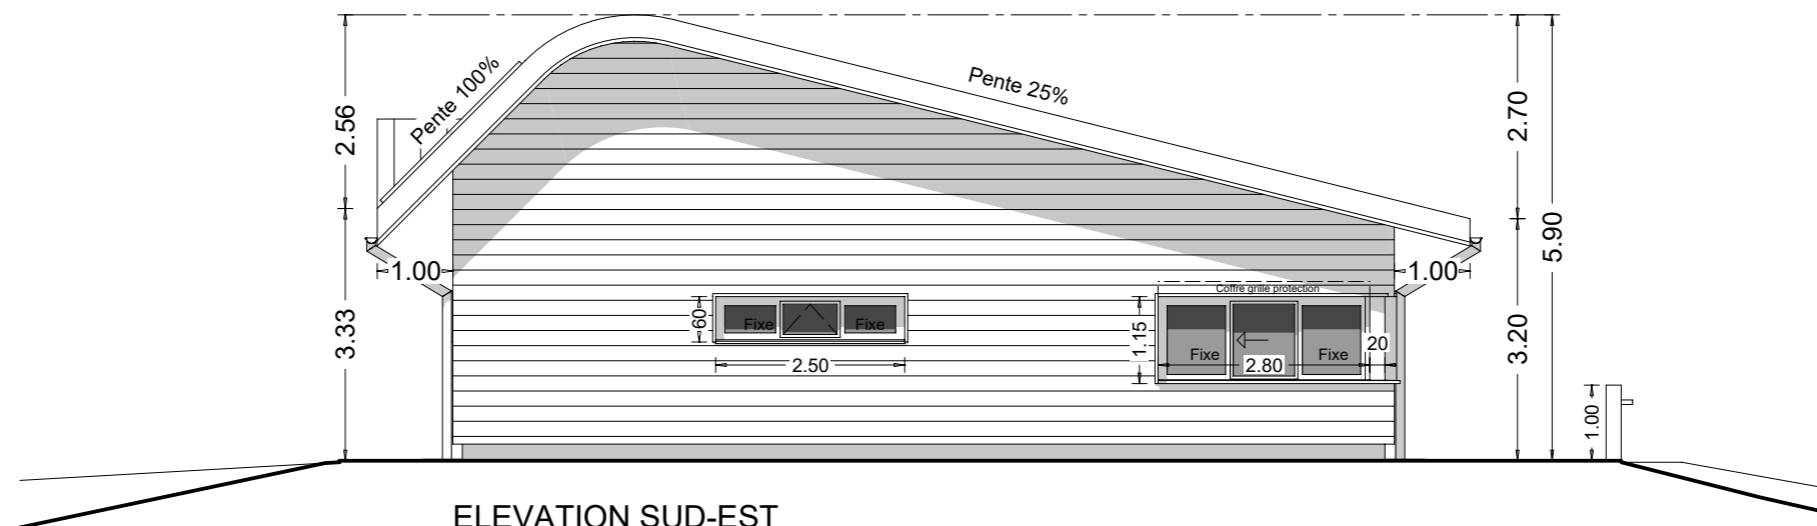 Pente 100%
Pente 25%
2.56
2.70
5.90
1.00
1.00
Coffre grille protection
60
Fixe
Fixe
1.15
Fixe
Fixe
20
2.50
2.80
3.33
3.20
1.00
ELEVATION SUD-EST